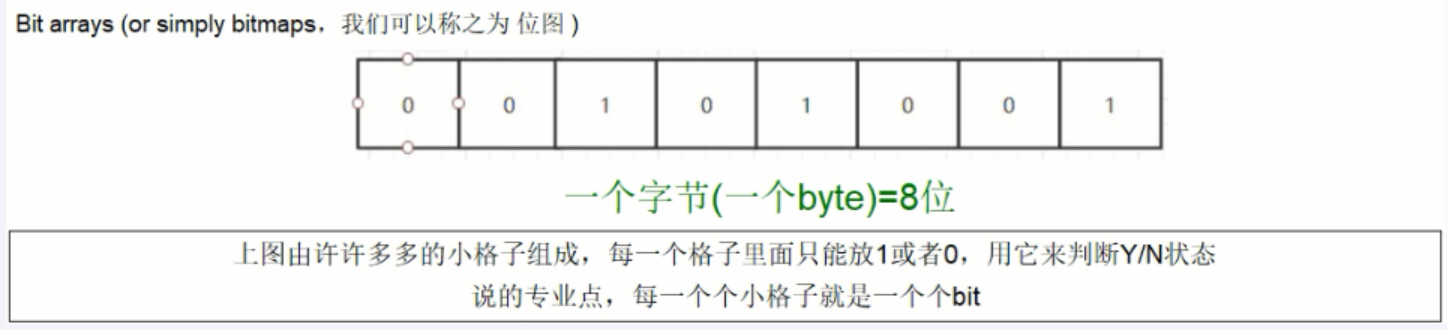 Bit arrays (or simply bitmaps，我们可以称之为 位图 )
0 0 1 0 1 0 0 1
一个字节(一个byte)=8位
上图由许许多多的小格子组成，每一个格子里面只能放1或者0，用它来判断Y/N状态
说的专业点，每一个个小格子就是一个个bit